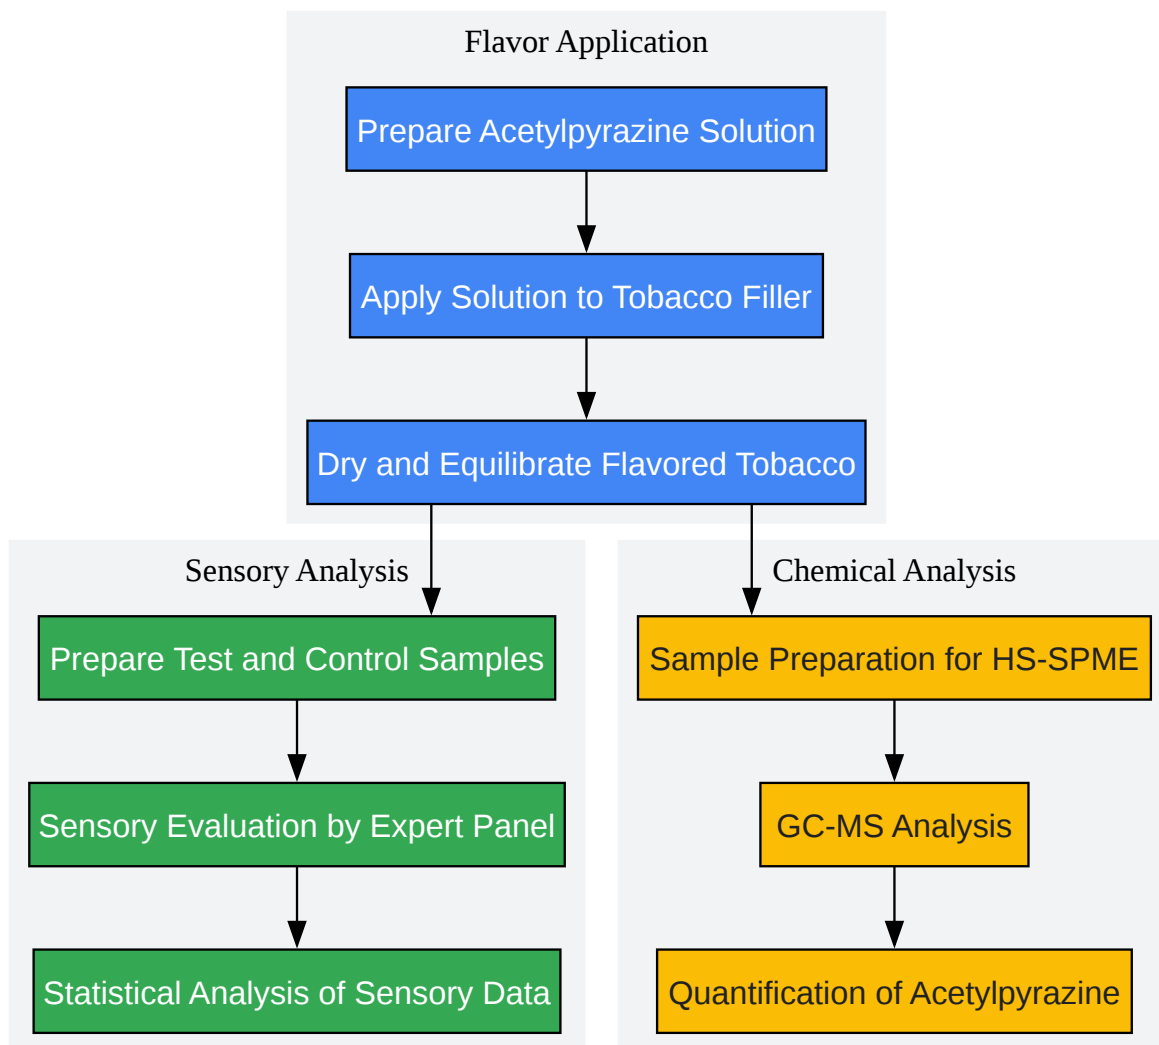 Flavor Application
Prepare Acetylpyrazine Solution
Apply Solution to Tobacco Filler
Dry and Equilibrate Flavored Tobacco
Sensory Analysis
Prepare Test and Control Samples
Sensory Evaluation by Expert Panel
Statistical Analysis of Sensory Data
Chemical Analysis
Sample Preparation for HS-SPME
GC-MS Analysis
Quantification of Acetylpyrazine